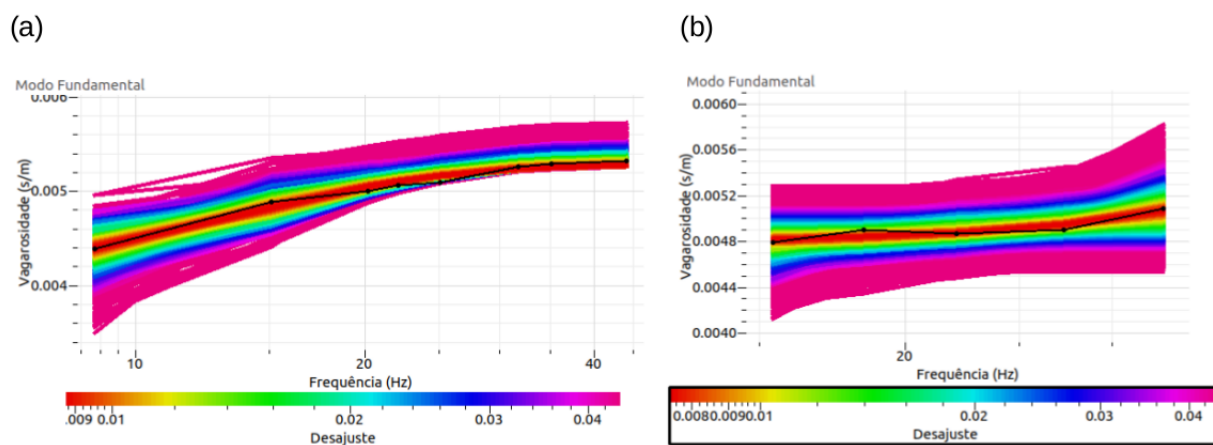 (a)
Modo Fundamental
0.006
0.005
0.004
Vagarosidade (s/m)
10
20
40
Frequência (Hz)
.009 0.01
0.02
0.03
0.04
Desajuste
(b)
Modo Fundamental
0.0060
0.0056
0.0052
0.0048
0.0044
0.0040
Vagarosidade (s/m)
20
Frequência (Hz)
0.0080.0090.01
0.02
0.03
0.04
Desajuste